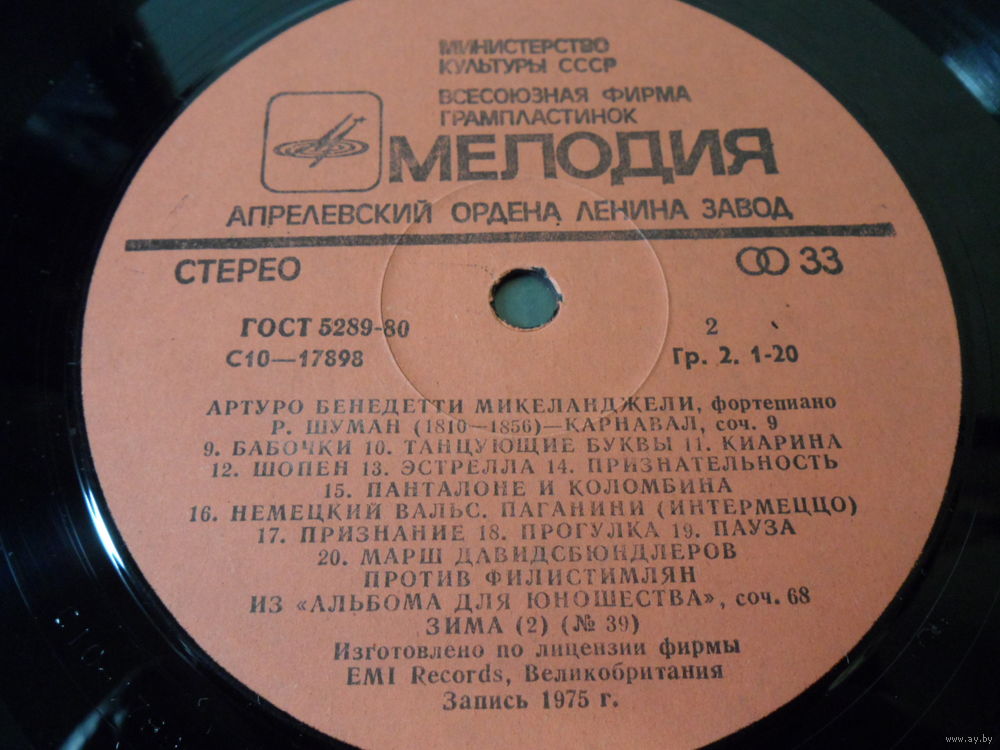 МИНИСТЕРСТВО
КУЛЬТУРЫ СССР
ВСЕСОЮЗНАЯ ФИРМА
ГРАМПЛАСТИНОК
МЕЛОДИЯ
АПРЕЛЕВСКИЙ ОРДЕНА ЛЕНИНА ЗАВОД
СТЕРЕО 33
ГОСТ 5289-80 2
С10—17898 Гр. 2. 1-20
АРТУРО БЕНЕДЕТТИ МИКЕЛАНДЖЕЛИ, фортепиано
Р. ШУМАН (1810—1856)—КАРНАВАЛ, соч. 9
9. БАБОЧКИ 10. ТАНЦУЮЩИЕ БУКВЫ 11. КИАРИНА
12. ШОПЕН 13. ЭСТРЕЛЛА 14. ПРИЗНАТЕЛЬНОСТЬ
15. ПАНТАЛОНЕ И КОЛОМБИНА
16. НЕМЕЦКИЙ ВАЛЬС. ПАГАНИНИ (ИНТЕРМЕЦЦО)
17. ПРИЗНАНИЕ 18. ПРОГУЛКА 19. ПАУЗА
20. МАРШ ДАВИДСБЮНДЛЕРОВ
ПРОТИВ ФИЛИСТИМЛЯН
ИЗ «АЛЬБОМА ДЛЯ ЮНОШЕСТВА», соч. 68
ЗИМА (2) (№ 39)
Изготовлено по лицензии фирмы
EMI Records, Великобритания
Запись 1975 г.
www.ay.by